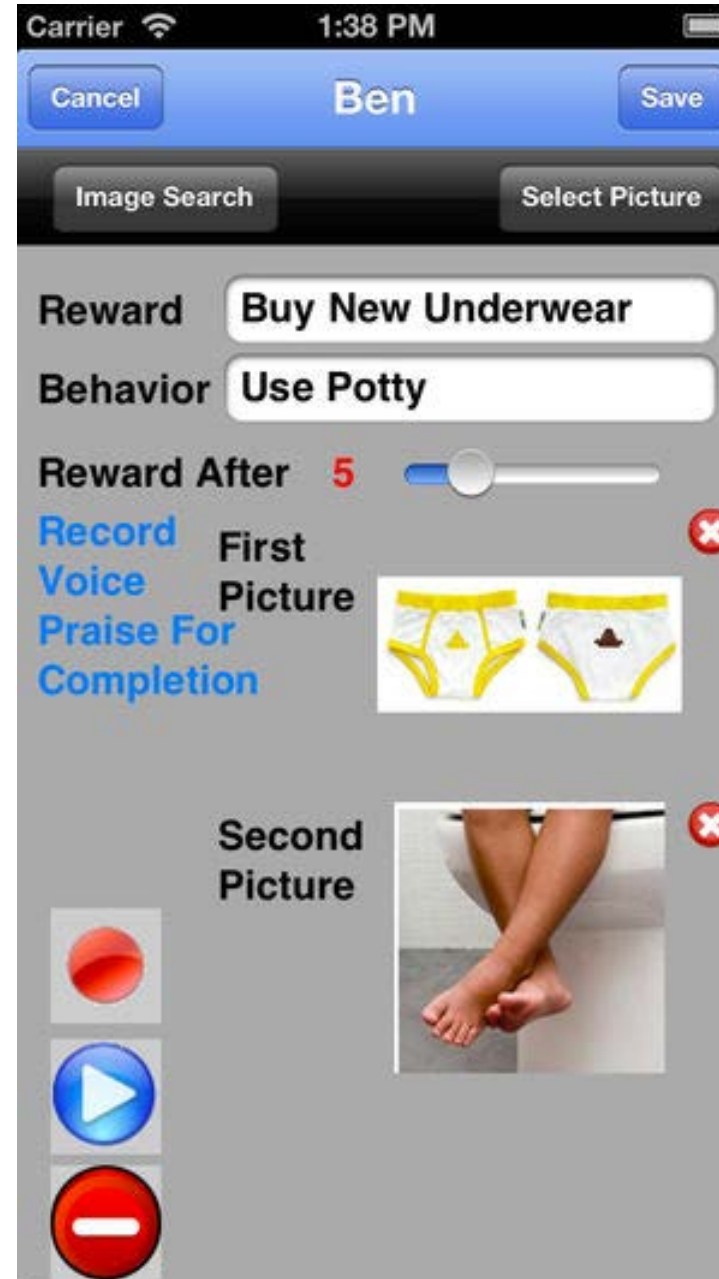 Carrier 1:38 PM
Cancel Ben Save
Image Search Select Picture
Reward Buy New Underwear
Behavior Use Potty
Reward After 5
Record
Voice
Praise For
Completion
First
Picture
Second
Picture